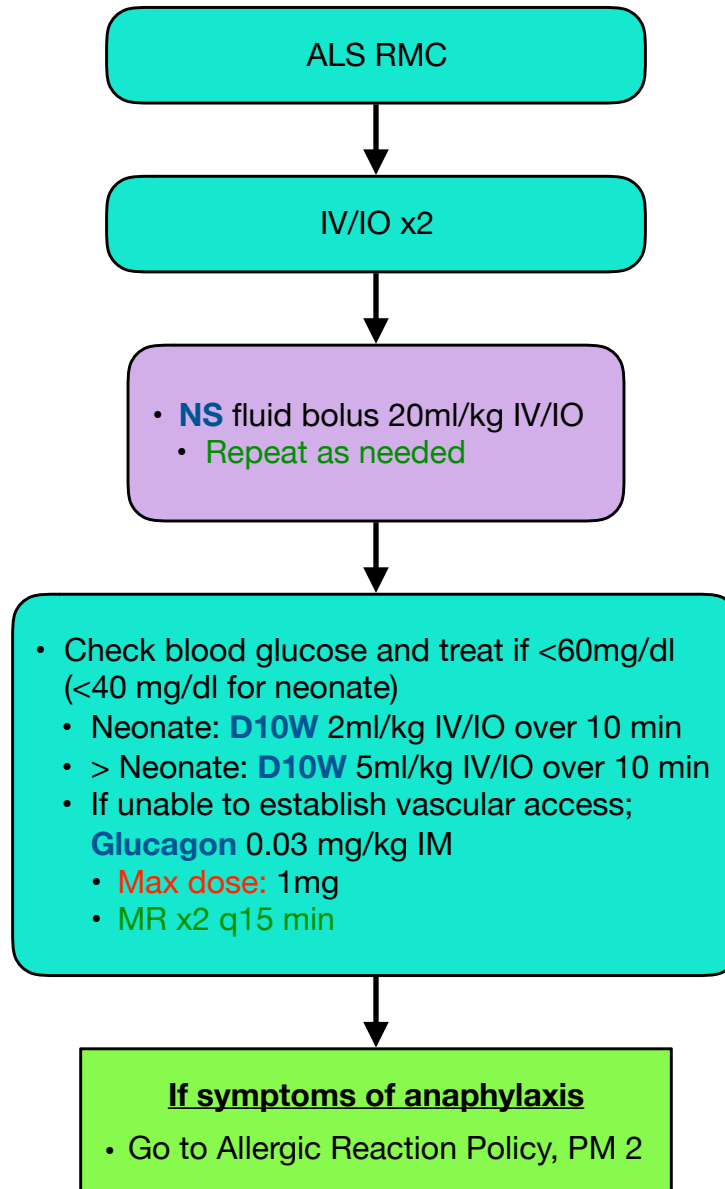 ALS RMC
IV/IO x2
• NS fluid bolus 20ml/kg IV/IO
• Repeat as needed
• Check blood glucose and treat if <60mg/dl
(<40 mg/dl for neonate)
• Neonate: D10W 2ml/kg IV/IO over 10 min
• > Neonate: D10W 5ml/kg IV/IO over 10 min
• If unable to establish vascular access;
Glucagon 0.03 mg/kg IM
• Max dose: 1mg
• MR x2 q15 min
If symptoms of anaphylaxis
• Go to Allergic Reaction Policy, PM 2